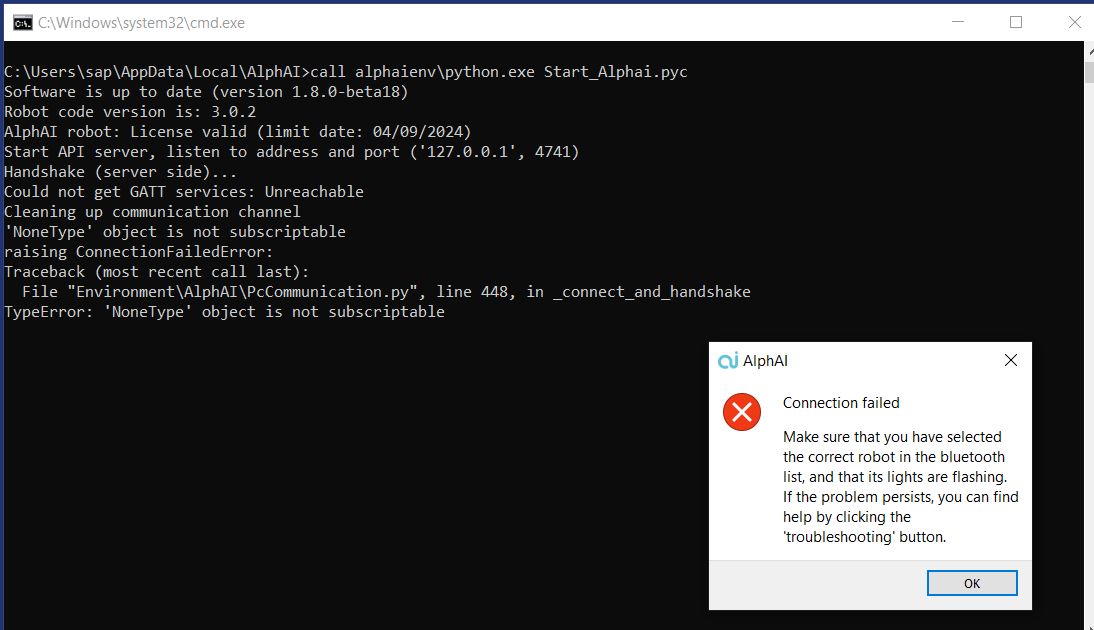 C:\Windows\system32\cmd.exe
C:\Users\sap\AppData\Local\AlphAI>call alphaienv\python.exe Start_Alphai.pyc
Software is up to date (version 1.8.0-beta18)
Robot code version is: 3.0.2
AlphAI robot: License valid (limit date: 04/09/2024)
Start API server, listen to address and port ('127.0.0.1', 4741)
Handshake (server side)...
Could not get GATT services: Unreachable
Cleaning up communication channel
'NoneType' object is not subscriptable
raising ConnectionFailedError:
Traceback (most recent call last):
  File "Environment\AlphAI\PcCommunication.py", line 448, in _connect_and_handshake
TypeError: 'NoneType' object is not subscriptable
AlphAI
Connection failed
Make sure that you have selected
the correct robot in the bluetooth
list, and that its lights are flashing.
If the problem persists, you can find
help by clicking the
'troubleshooting' button.
OK